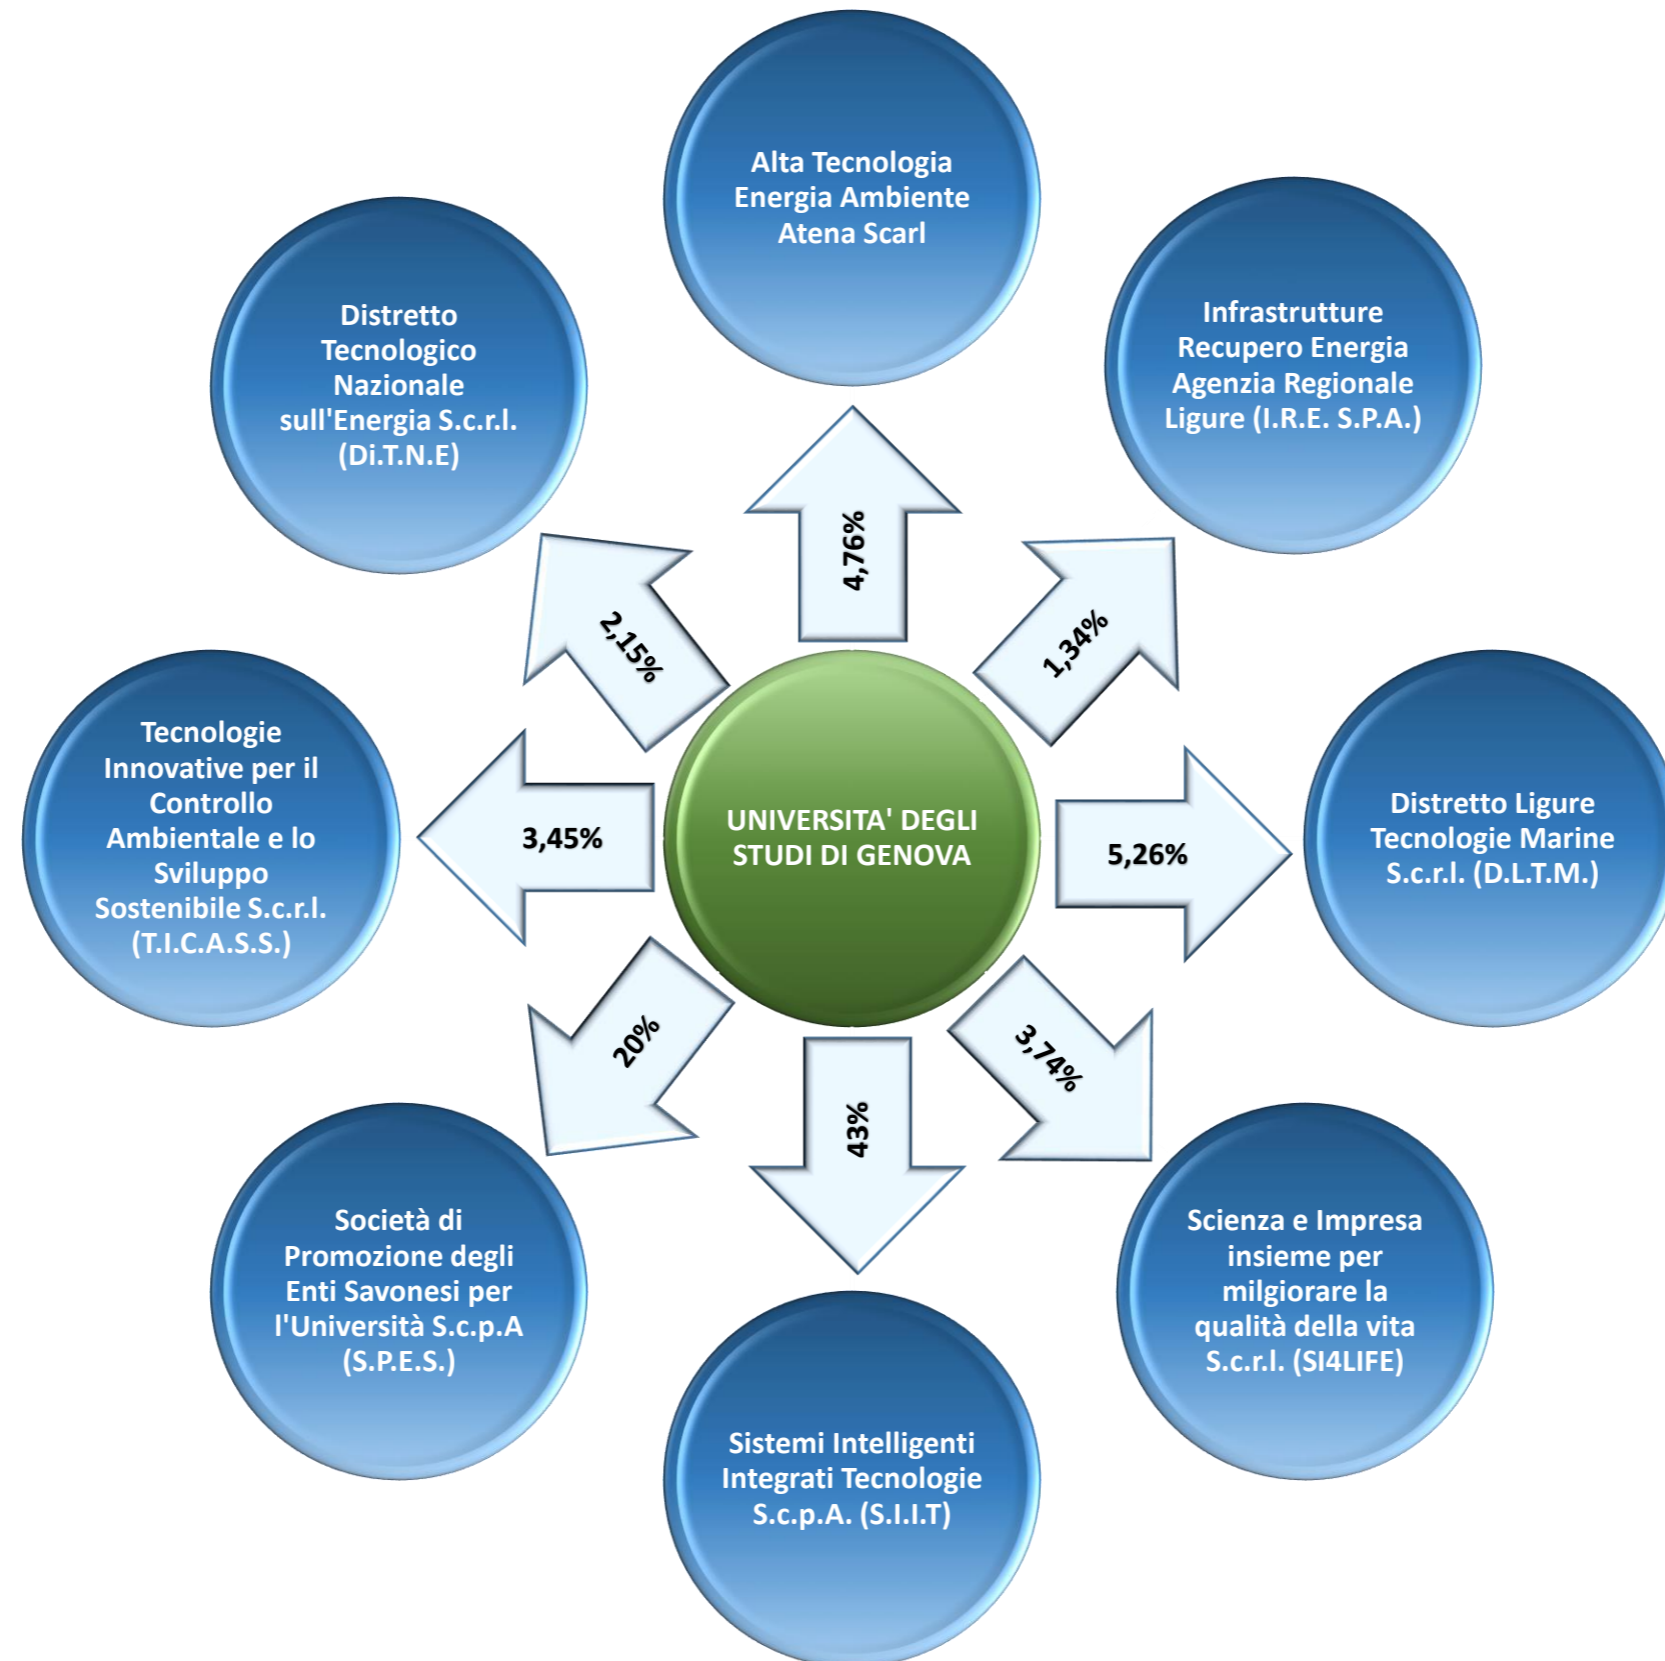 Alta Tecnologia
Energia Ambiente
Atena Scarl
Infrastrutture
Recupero Energia
Agenzia Regionale
Ligure (I.R.E. S.P.A.)
Distretto
Tecnologico
Nazionale
sull'Energia S.c.r.l.
(Di.T.N.E)
4,76%
1,34%
2,15%
Tecnologie
Innovative per il
Controllo
Ambientale e lo
Sviluppo
Sostenibile S.c.r.l.
(T.I.C.A.S.S.)
3,45%
UNIVERSITA' DEGLI
STUDI DI GENOVA
5,26%
Distretto Ligure
Tecnologie Marine
S.c.r.l. (D.L.T.M.)
20%
43%
3,74%
Società di
Promozione degli
Enti Savonesi per
l'Università S.c.p.A
(S.P.E.S.)
Scienza e Impresa
insieme per
milgiorare la
qualità della vita
S.c.r.l. (SI4LIFE)
Sistemi Intelligenti
Integrati Tecnologie
S.c.p.A. (S.I.I.T)